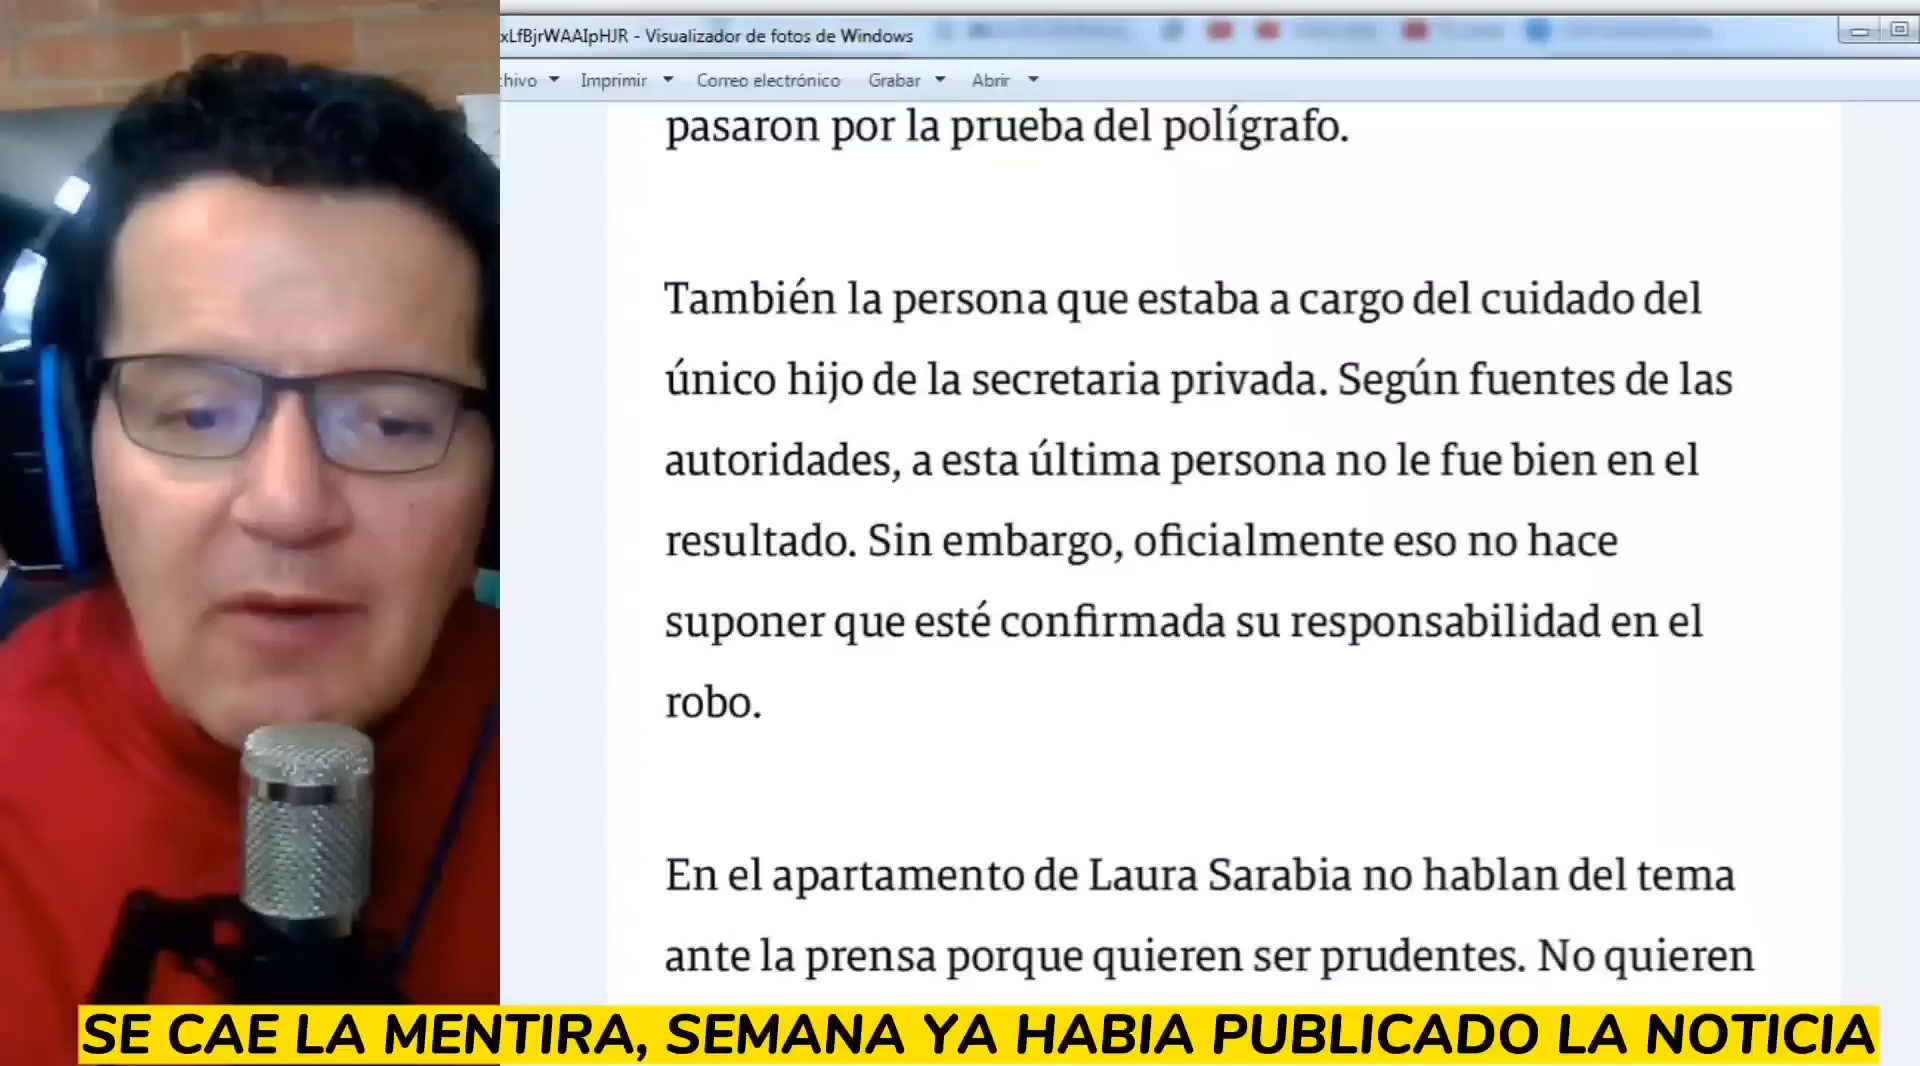 xLfBjrWAAIpHJR - Visualizador de fotos de Windows
hivo Imprimir Correo electrónico Grabar Abrir
pasaron por la prueba del polígrafo.
También la persona que estaba a cargo del cuidado del
único hijo de la secretaria privada. Según fuentes de las
autoridades, a esta última persona no le fue bien en el
resultado. Sin embargo, oficialmente eso no hace
suponer que esté confirmada su responsabilidad en el
robo.
En el apartamento de Laura Sarabia no hablan del tema
ante la prensa porque quieren ser prudentes. No quieren
SE CAE LA MENTIRA, SEMANA YA HABIA PUBLICADO LA NOTICIA